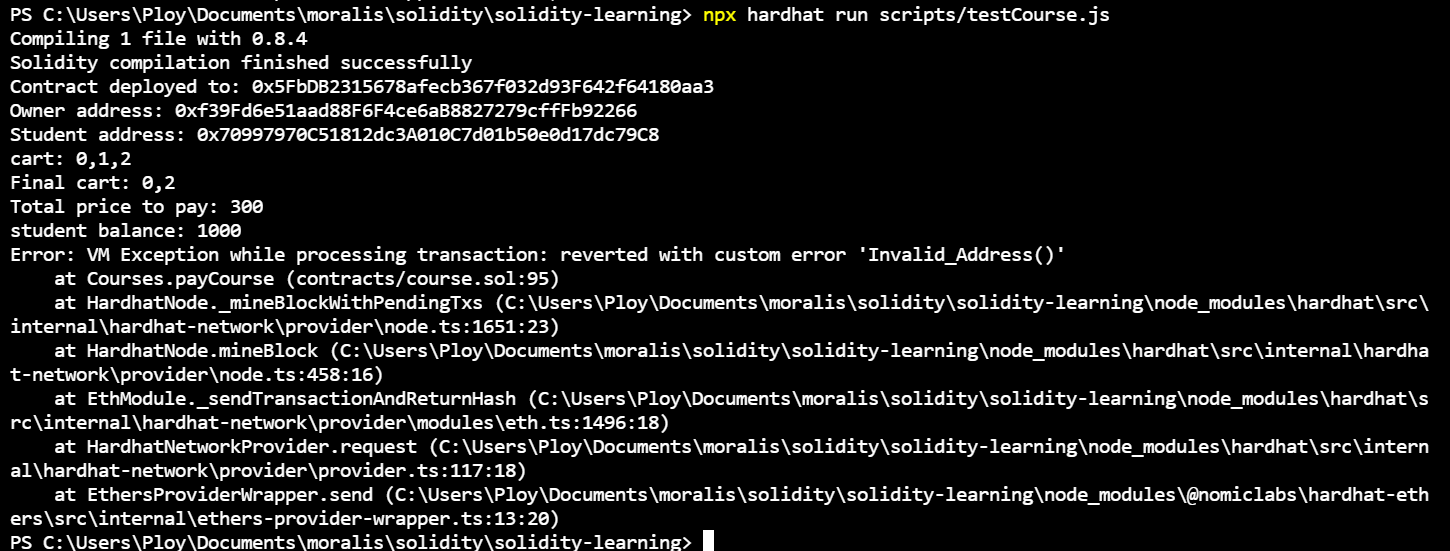 PS C:\Users\Ploy\Documents\moralis\solidity\solidity-learning> npx hardhat run scripts/testCourse.js
Compiling 1 file with 0.8.4
Solidity compilation finished successfully
Contract deployed to: 0x5FbDB2315678afecb367f032d93F642f64180aa3
Owner address: 0xf39Fd6e51aad88F6F4ce6aB8827279cffFb92266
Student address: 0x70997970C51812dc3A010C7d01b50e0d17dc79C8
cart: 0,1,2
Final cart: 0,2
Total price to pay: 300
student balance: 1000
Error: VM Exception while processing transaction: reverted with custom error 'Invalid_Address()'
    at Courses.payCourse (contracts/course.sol:95)
    at HardhatNode._mineBlockWithPendingTxs (C:\Users\Ploy\Documents\moralis\solidity\solidity-learning\node_modules\hardhat\src\
internal\hardhat-network\provider\node.ts:1651:23)
    at HardhatNode.mineBlock (C:\Users\Ploy\Documents\moralis\solidity\solidity-learning\node_modules\hardhat\src\internal\hardha
t-network\provider\node.ts:458:16)
    at EthModule._sendTransactionAndReturnHash (C:\Users\Ploy\Documents\moralis\solidity\solidity-learning\node_modules\hardhat\s
rc\internal\hardhat-network\provider\modules\eth.ts:1496:18)
    at HardhatNetworkProvider.request (C:\Users\Ploy\Documents\moralis\solidity\solidity-learning\node_modules\hardhat\src\intern
al\hardhat-network\provider\provider.ts:117:18)
    at EthersProviderWrapper.send (C:\Users\Ploy\Documents\moralis\solidity\solidity-learning\node_modules\@nomiclabs\hardhat-eth
ers\src\internal\ethers-provider-wrapper.ts:13:20)
PS C:\Users\Ploy\Documents\moralis\solidity\solidity-learning>